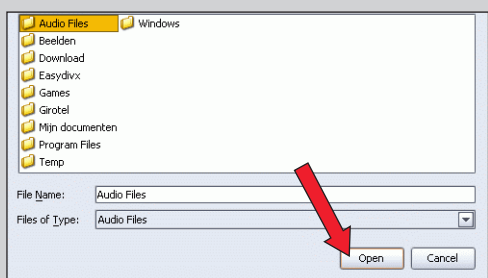 Audio Files Windows
Beelden
Download
Easydivx
Games
Girotel
Mijn documenten
Program Files
Temp
File Name: Audio Files
Files of Type: Audio Files
Open Cancel